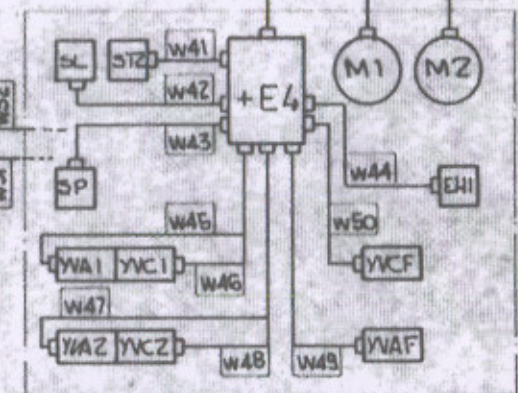 W41
SL
STZ
M1
M2
W42
+E4
W43
W44
SP
EH1
W45
W50
YVA1
YVC1
YVCF
W46
W47
YVA2
YVC2
YVAF
W48
W49